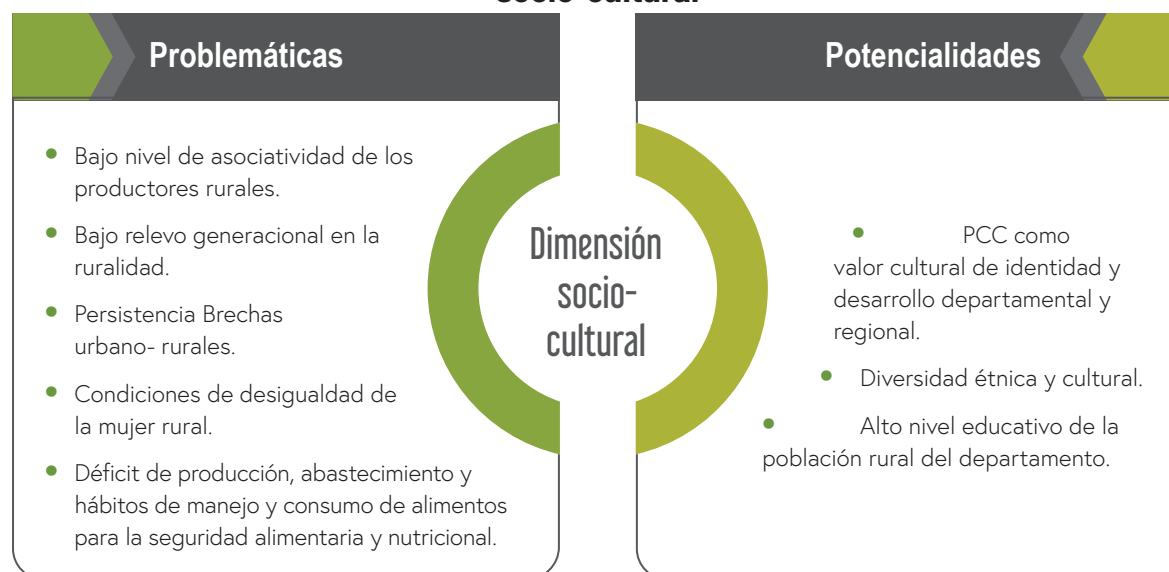 socio-cultural
Problemáticas
• Bajo nivel de asociatividad de los
productores rurales.
• Bajo relevo generacional en la
ruralidad.
• Persistencia Brechas
urbano- rurales.
• Condiciones de desigualdad de
la mujer rural.
• Déficit de producción, abastecimiento y
hábitos de manejo y consumo de alimentos
para la seguridad alimentaria y nutricional.
Dimensión
socio-
cultural
Potencialidades
• PCC como
valor cultural de identidad y
desarrollo departamental y
regional.
• Diversidad étnica y cultural.
• Alto nivel educativo de la
población rural del departamento.